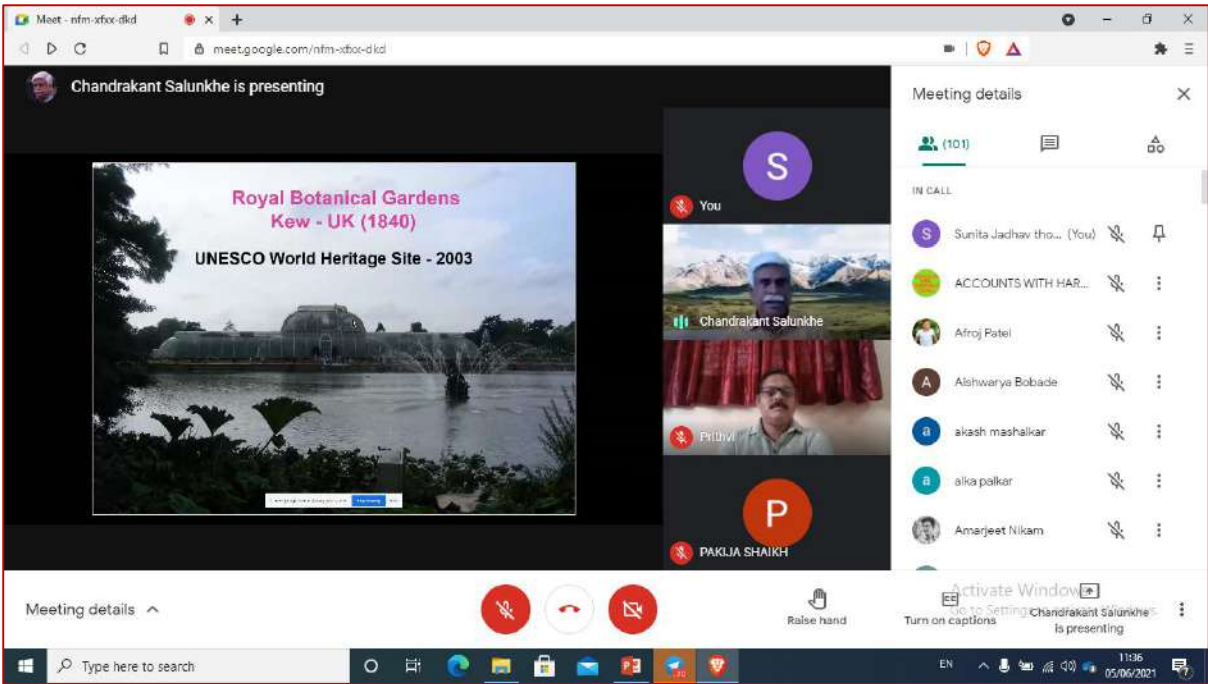 Meet - nfm-xfxx-dkd
meet.google.com/nfm-xfxx-dkd
Chandrakant Salunkhe is presenting
Royal Botanical Gardens
Kew - UK (1840)
UNESCO World Heritage Site - 2003
S
You
Chandrakant Salunkhe
Prithvi
P
PAKIJA SHAIKH
Meeting details
(101)
IN CALL
S Sunita Jadhav tho... (You)
ACCOUNTS WITH HAR...
Afroj Patel
A Aishwarya Bobade
a akash mashalkar
a alka palkar
Amarjeet Nikam
Meeting details
Raise hand
Turn on captions
Chandrakant Salunkhe
is presenting
Activate Windows
Go to Settings
Type here to search
EN
11:36
05/06/2021